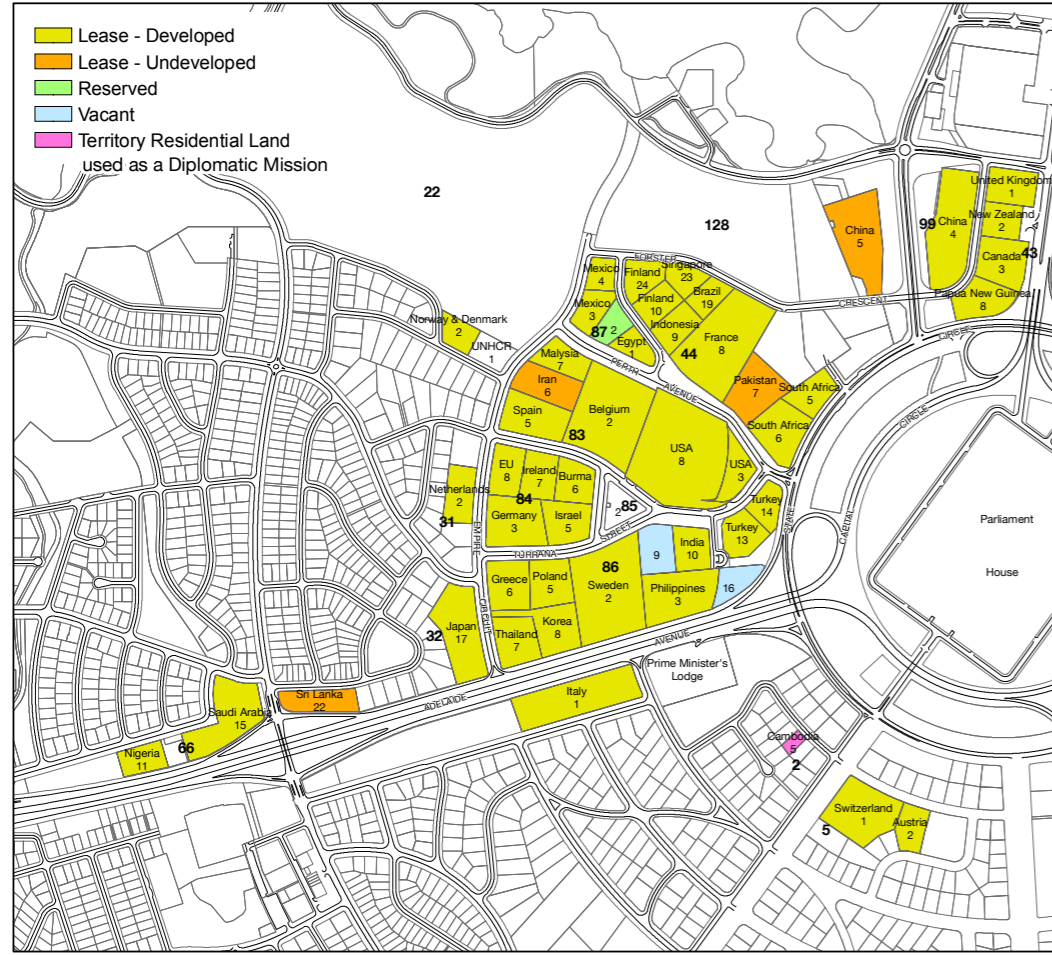 Lease - Developed
Lease - Undeveloped
Reserved
Vacant
Territory Residential Land
used as a Diplomatic Mission
22
128
99
43
United Kingdom
1
New Zealand
2
Canada
3
Papua New Guinea
8
China
4
China
5
CRESCENT
CIRCLE
FORSTER
Mexico
4
Mexico
3
2
87
Egypt
1
Finland
24
Singapore
23
Finland
10
Brazil
19
Indonesia
9
44
France
8
Pakistan
7
South Africa
5
South Africa
6
PERTH
AVENUE
Norway & Denmark
2
UNHCR
1
Malysia
7
Iran
6
Spain
5
83
Belgium
2
USA
8
USA
3
CIRCLE
CAPITAL
STATE
Parliament
House
Netherlands
2
31
EMPIRE
CIRCUIT
EU
8
Ireland
7
Burma
6
84
Germany
3
Israel
5
2
85
STREET
TURRANA
Turkey
14
Turkey
13
9
India
10
16
86
Greece
6
Poland
5
Sweden
2
Philippines
3
Thailand
7
Korea
8
Japan
17
32
AVENUE
ADELAIDE
Prime Minister's
Lodge
Italy
1
Sri Lanka
22
Saudi Arabia
15
66
Nigeria
11
Cambodia
5
2
Switzerland
1
5
Austria
2